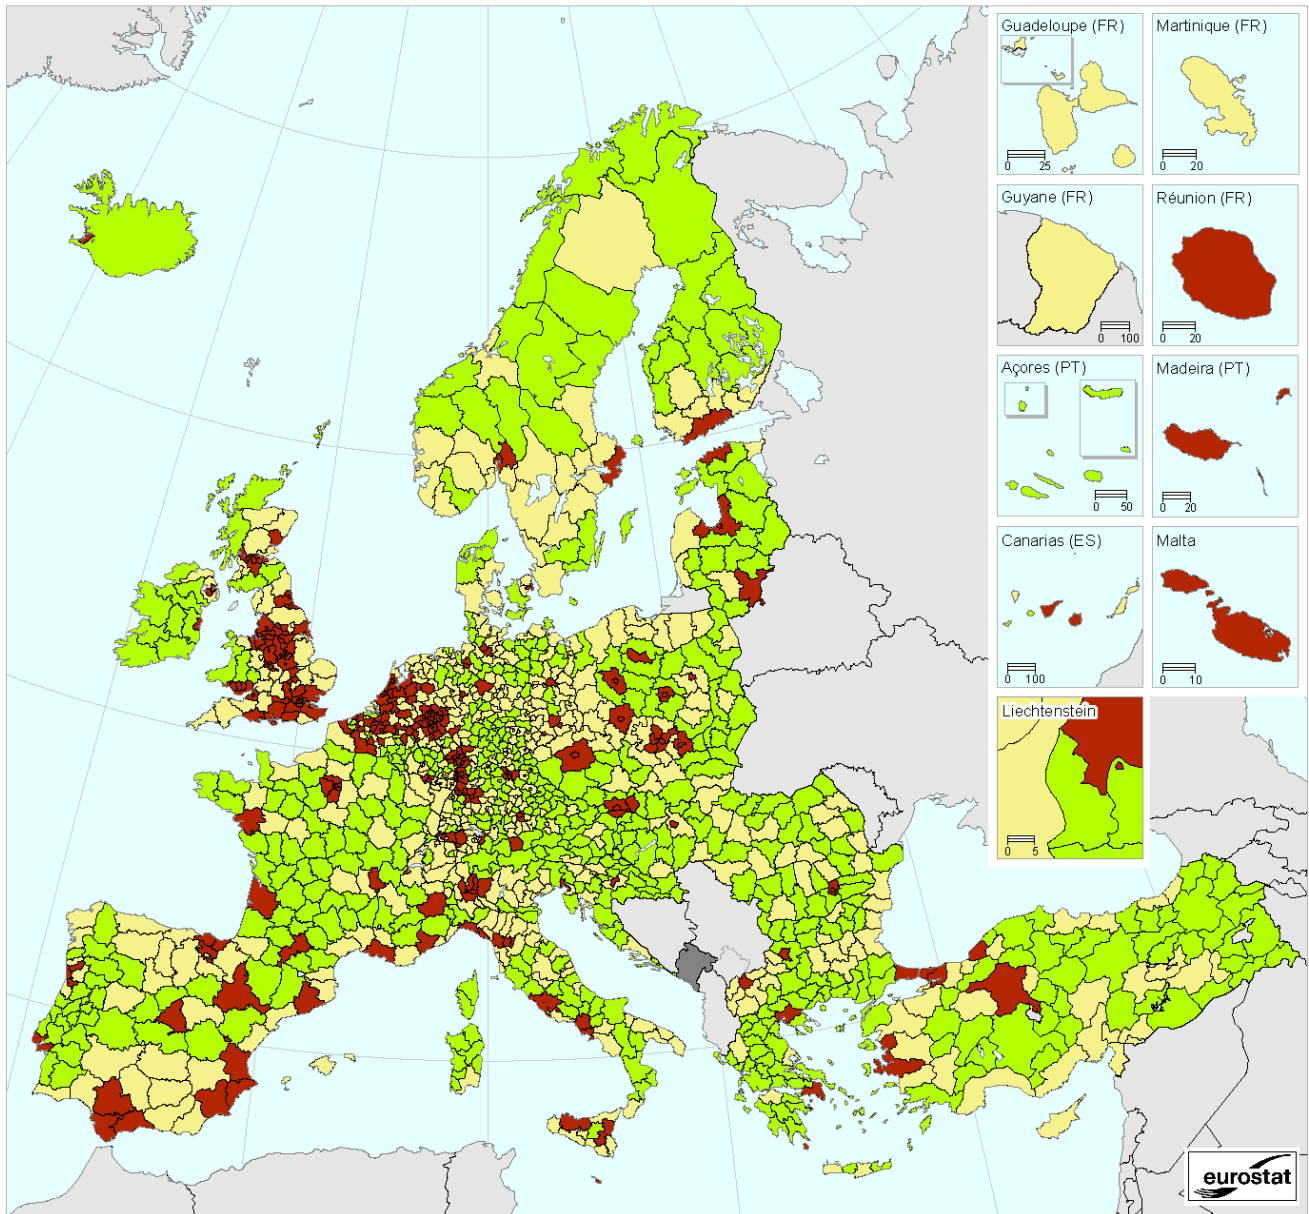 Guadeloupe (FR)
0 25
Martinique (FR)
0 20
Guyane (FR)
0 100
Réunion (FR)
0 20
Açores (PT)
0 50
Madeira (PT)
0 20
Canarias (ES)
0 100
Malta
0 10
Liechtenstein
0 5
eurostat